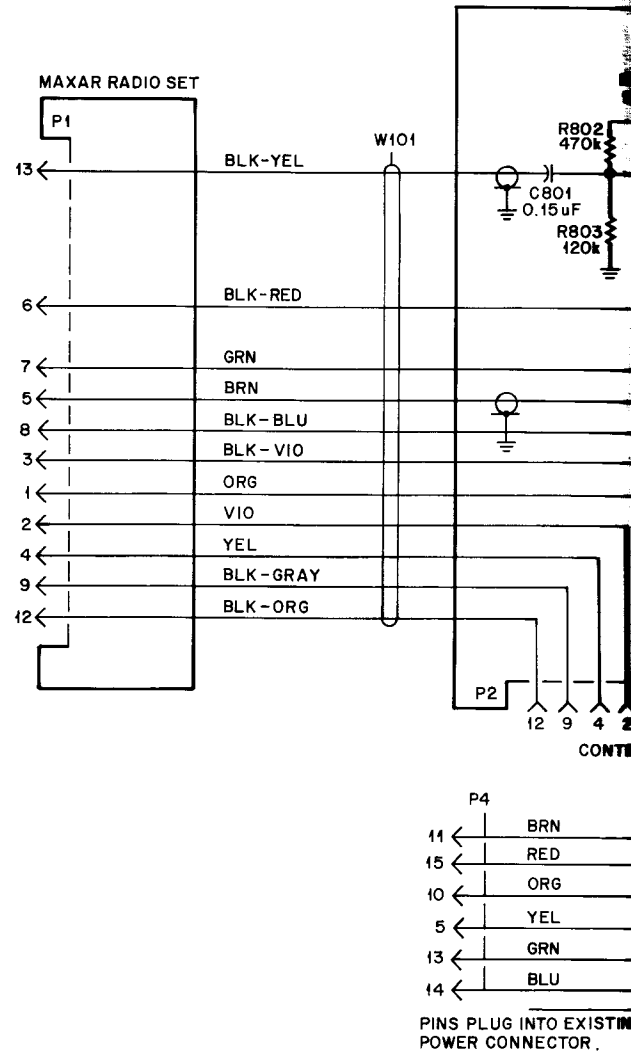 MAXAR RADIO SET
P1
W101
R802
470k
13
BLK-YEL
C801
0.15uF
R803
120k
6
BLK-RED
7
GRN
5
BRN
8
BLK-BLU
3
BLK-VIO
1
ORG
2
VIO
4
YEL
9
BLK-GRAY
12
BLK-ORG
P2
12 9 4 2
P4
11
BRN
15
RED
10
ORG
5
YEL
13
GRN
14
BLU
PINS PLUG INTO
POWER CONNECTOR.